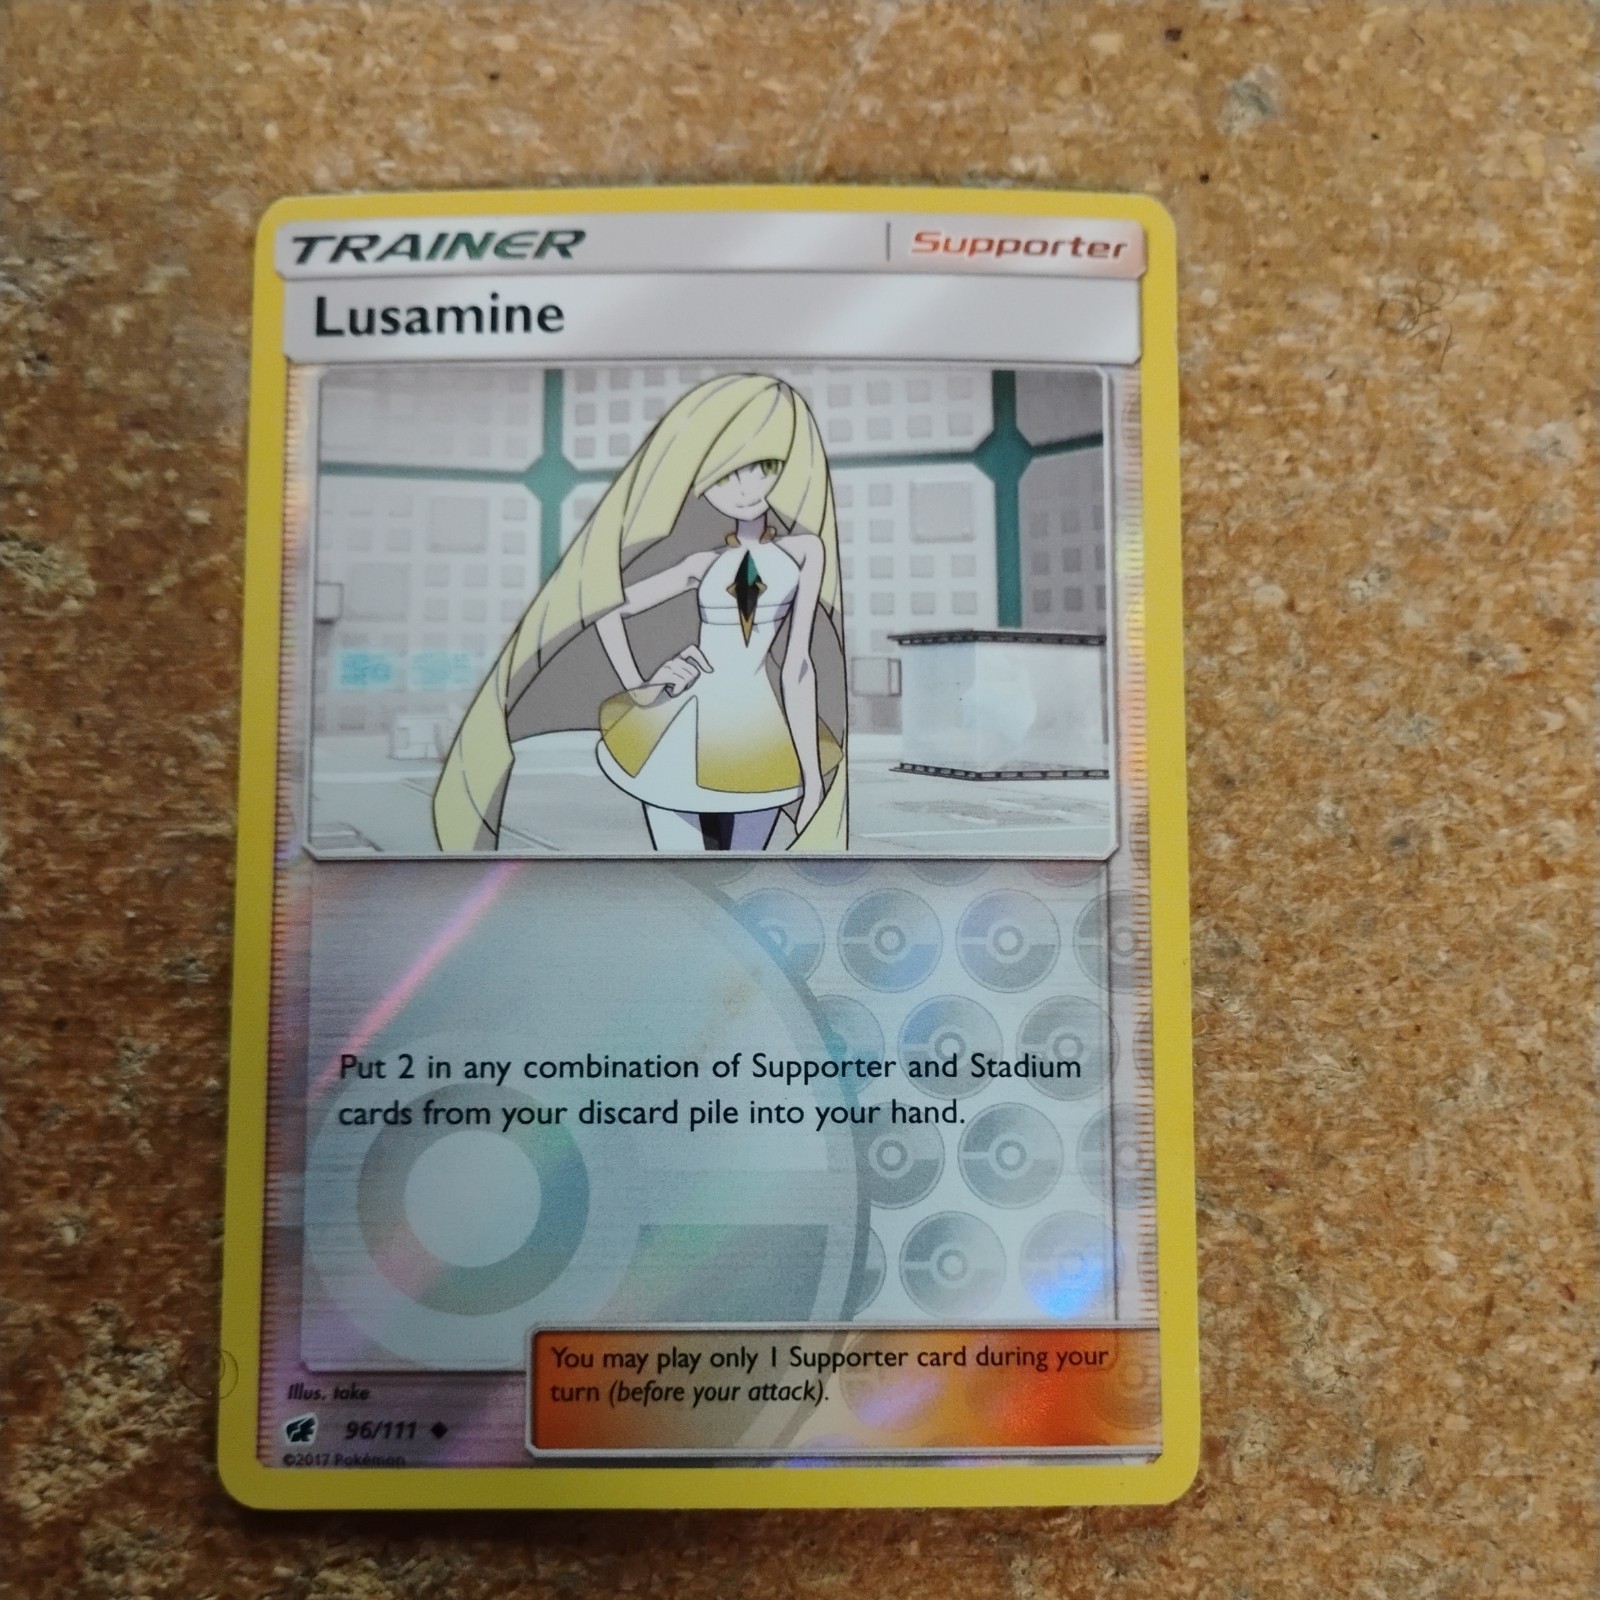 TRAINER
Supporter
Lusamine
Put 2 in any combination of Supporter and Stadium
cards from your discard pile into your hand.
You may play only 1 Supporter card during your
turn (before your attack).
Illus. take
96/111
©2017 Pokémon